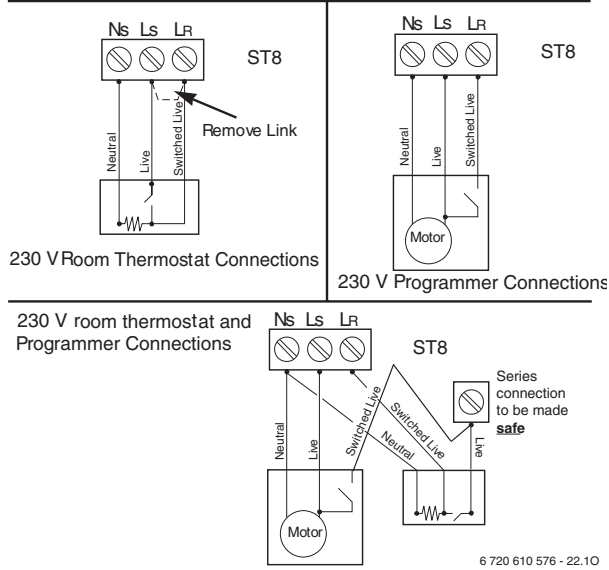 Ns Ls LR
ST8
Remove Link
Neutral
Live
Switched Live
230 V Room Thermostat Connections
Ns Ls LR
ST8
Neutral
Live
Switched Live
Motor
230 V Programmer Connections
230 V room thermostat and
Programmer Connections
Ns Ls LR
ST8
Series
connection
to be made
safe
Neutral
Live
Switched Live
Switched Live
Neutral
Live
Motor
6 720 610 576 - 22.1O